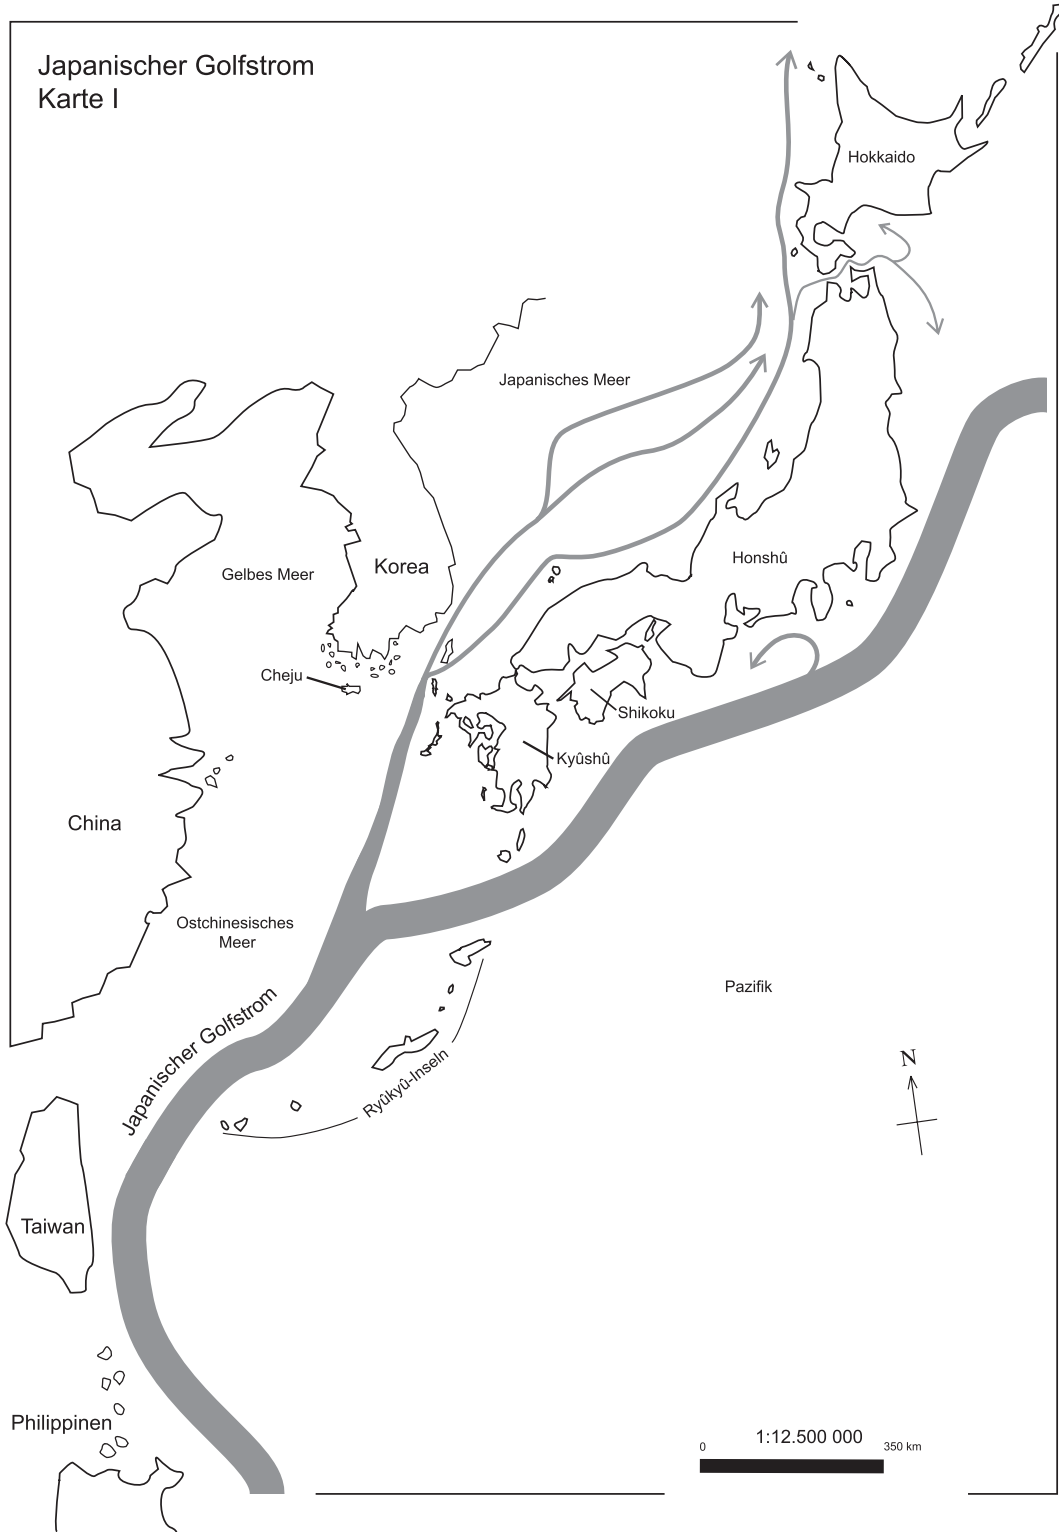 Japanischer Golfstrom
Karte I
Hokkaido
Japanisches Meer
Honshû
Korea
Gelbes Meer
Cheju
Shikoku
Kyûshû
China
Ostchinesisches
Meer
Pazifik
Japanischer Golfstrom
Ryûkyû-Inseln
N
Taiwan
Philippinen
1:12.500 000
0
350 km